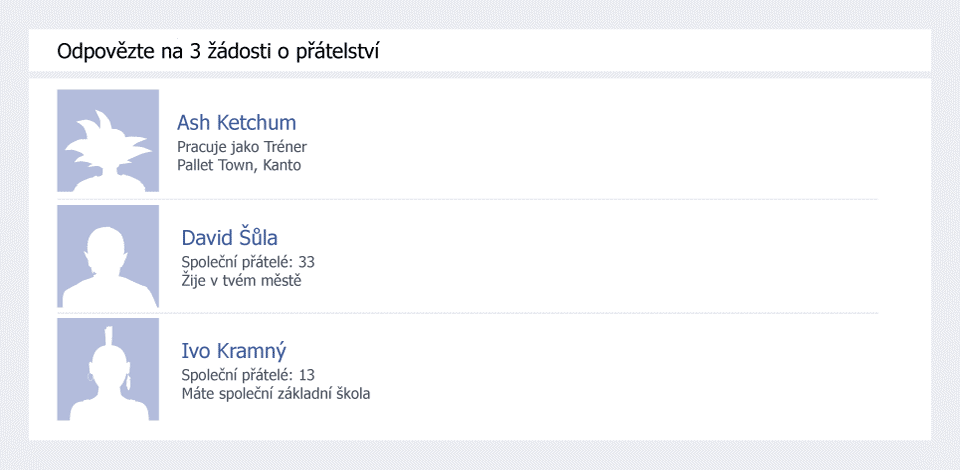 Odpovězte na 3 žádosti o přátelství
Ash Ketchum
Pracuje jako Tréner
Pallet Town, Kanto
David Šůla
Společní přátelé: 33
Žije v tvém městě
Ivo Kramný
Společní přátelé: 13
Máte společní základní škola